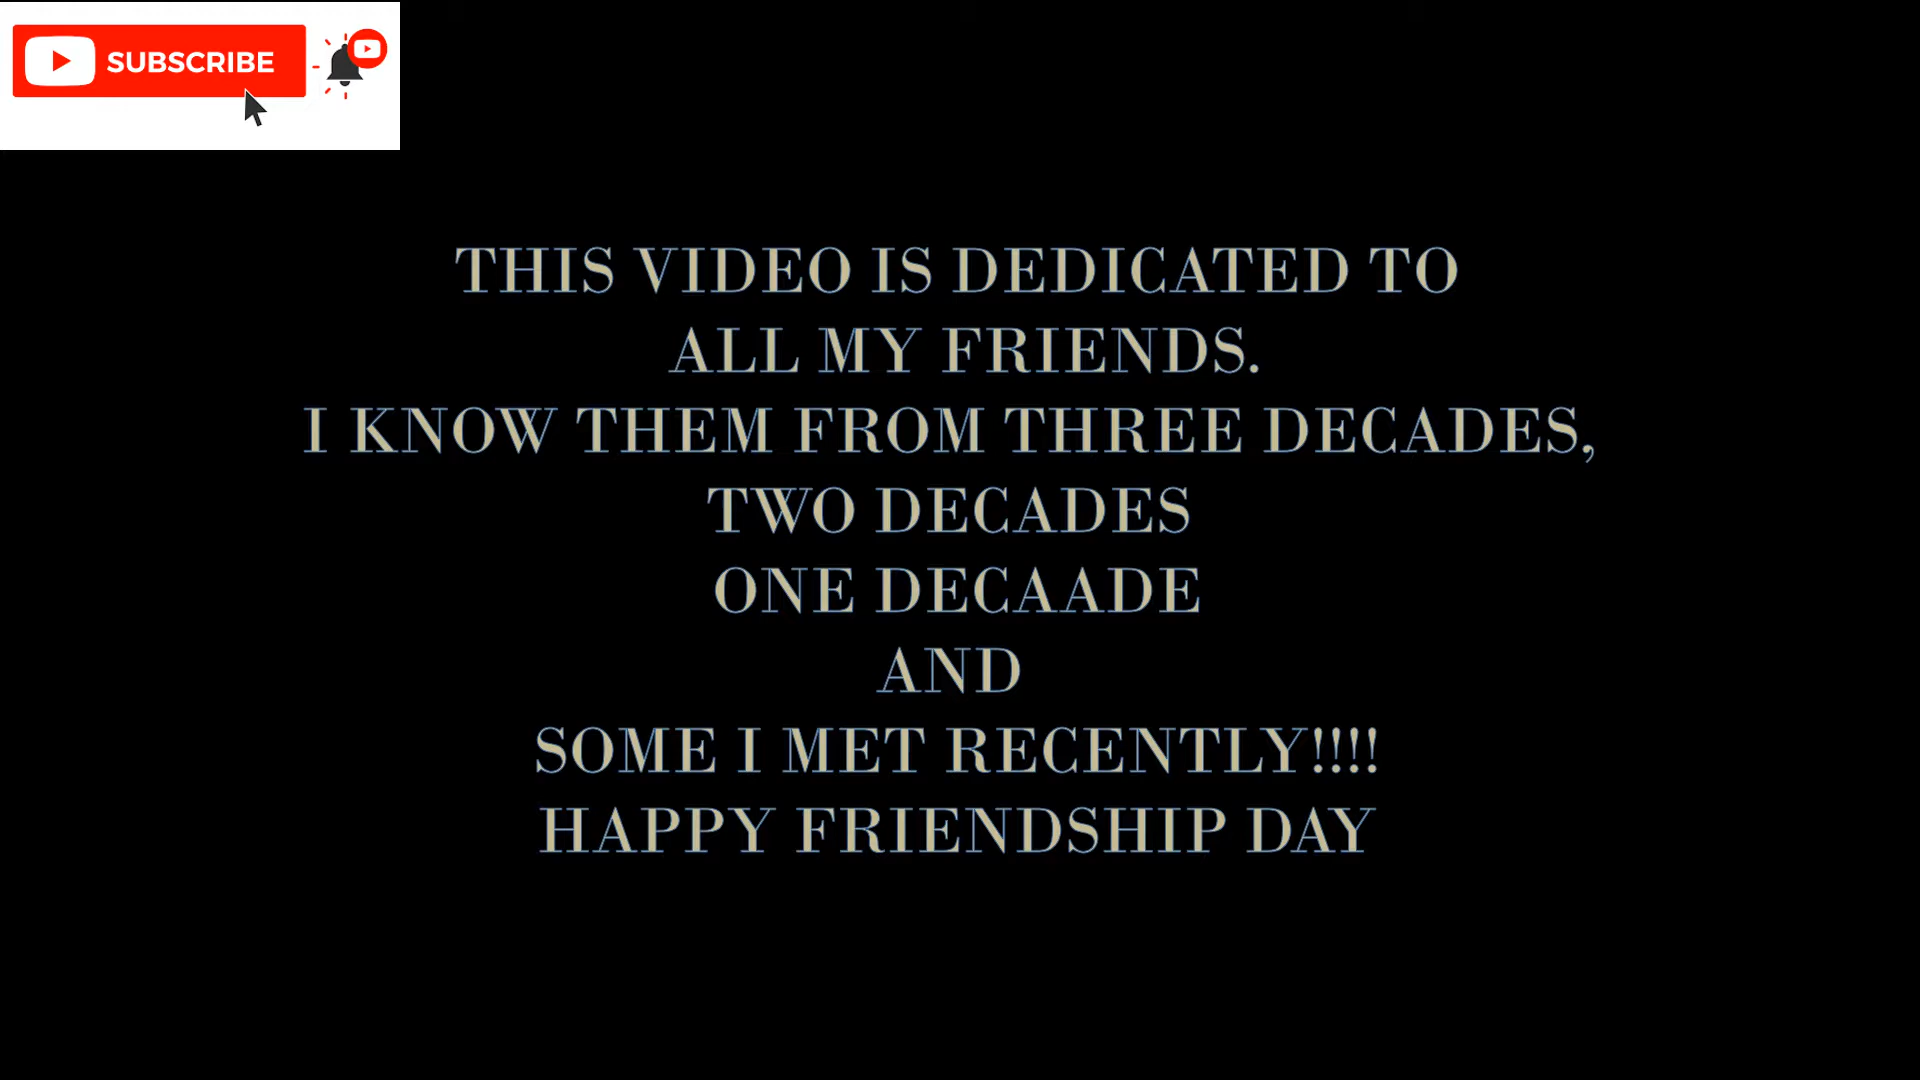 SUBSCRIBE
THIS VIDEO IS DEDICATED TO
ALL MY FRIENDS.
I KNOW THEM FROM THREE DECADES,
TWO DECADES
ONE DECAADE
AND
SOME I MET RECENTLY!!!!
HAPPY FRIENDSHIP DAY